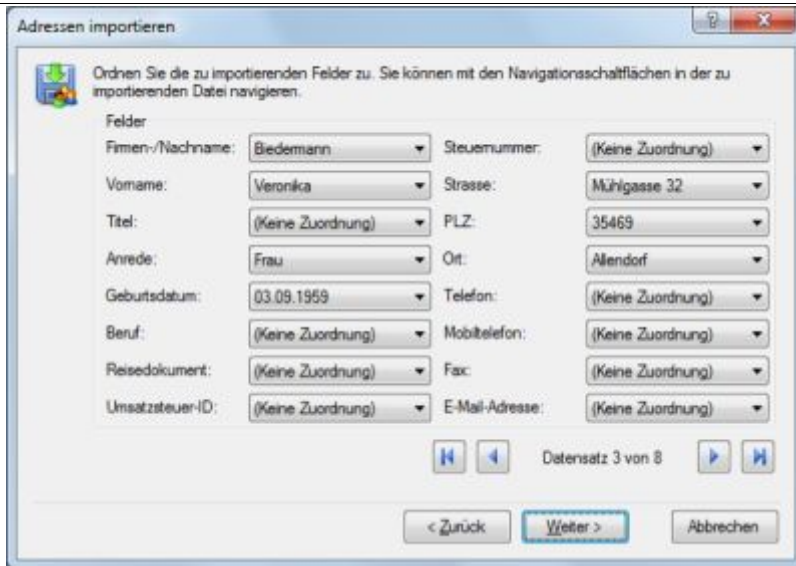 Adressen importieren
Ordnen Sie die zu importierenden Felder zu. Sie können mit den Navigationsschaltflächen in der zu
importierenden Datei navigieren.
Felder
Firmen-/Nachname: Biedermann Steuernummer: (Keine Zuordnung)
Vorname: Veronika Strasse: Mühlgasse 32
Titel: (Keine Zuordnung) PLZ: 35469
Anrede: Frau Ort: Allendorf
Geburtsdatum: 03.09.1959 Telefon: (Keine Zuordnung)
Beruf: (Keine Zuordnung) Mobiltelefon: (Keine Zuordnung)
Reisedokument: (Keine Zuordnung) Fax: (Keine Zuordnung)
Umsatzsteuer-ID: (Keine Zuordnung) E-Mail-Adresse: (Keine Zuordnung)
Datensatz 3 von 8
< Zurück Weiter > Abbrechen